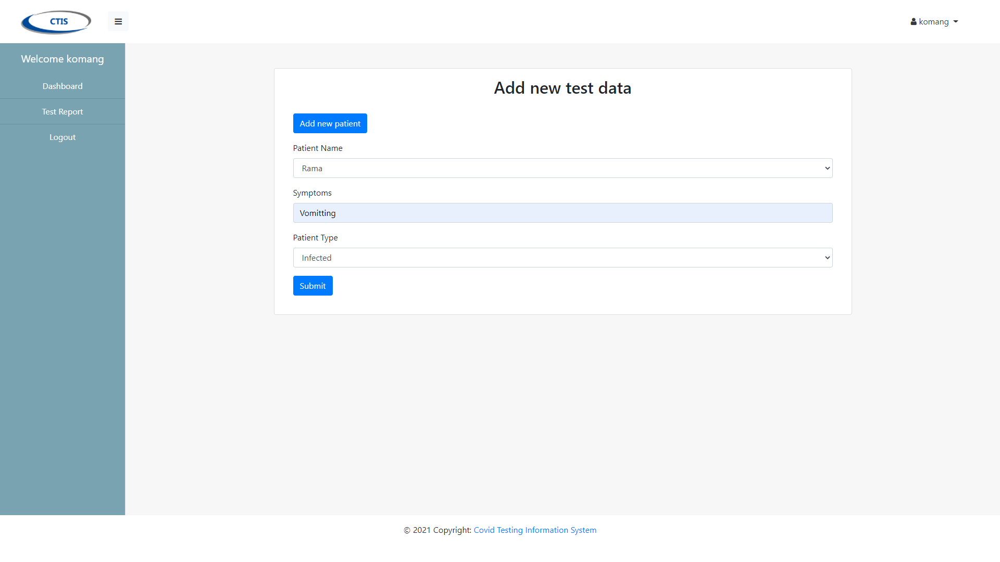 CTIS
komang
Welcome komang
Dashboard
Test Report
Logout
Add new test data
Add new patient
Patient Name
Rama
Symptoms
Vomitting
Patient Type
Infected
Submit
© 2021 Copyright: Covid Testing Information System